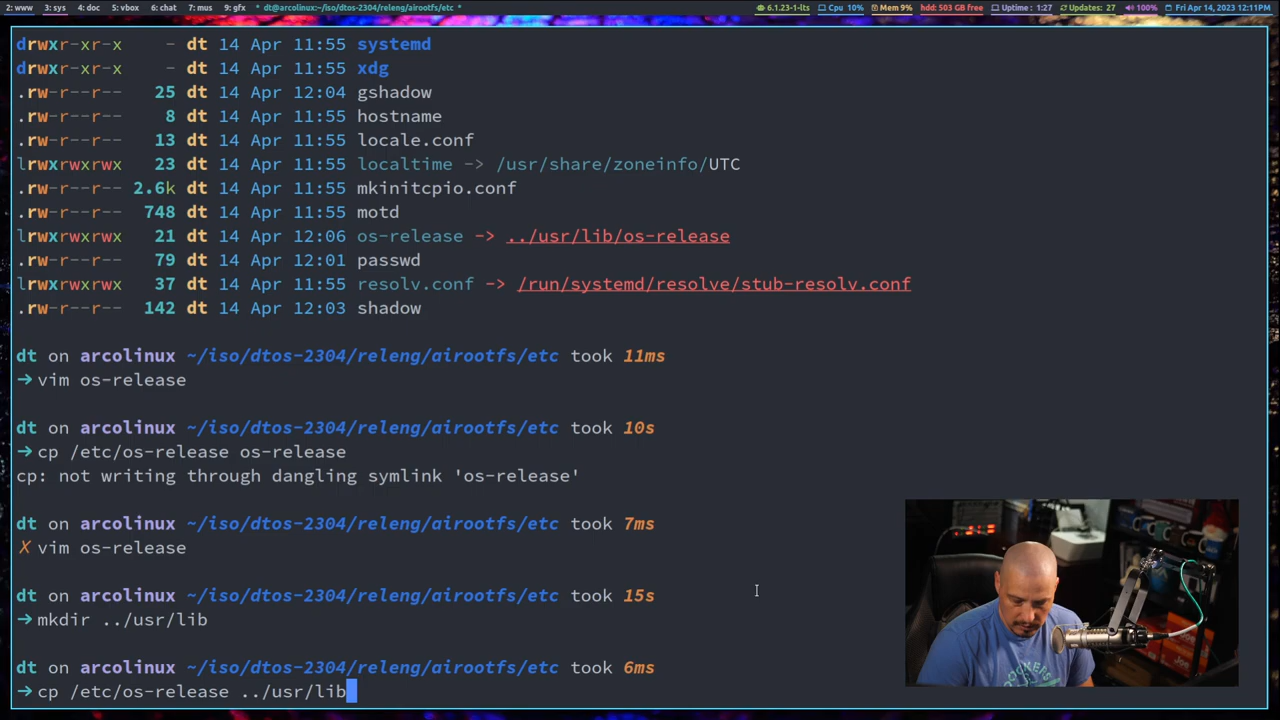 2: www 3: sys 4: doc 5: vbox 6: chat 7: mus 9: gfx * dt@arcolinux:~/iso/dtos-2304/releng/airootfs/etc * 6.1.23-1-lts Cpu 10% Mem 9% hdd: 503 GB free Uptime : 1:27 Updates: 27 100% Fri Apr 14, 2023 12:11PM
drwxr-xr-x - dt 14 Apr 11:55 systemd
drwxr-xr-x - dt 14 Apr 11:55 xdg
.rw-r--r-- 25 dt 14 Apr 12:04 gshadow
.rw-r--r-- 8 dt 14 Apr 11:55 hostname
.rw-r--r-- 13 dt 14 Apr 11:55 locale.conf
lrwxrwxrwx 23 dt 14 Apr 11:55 localtime -> /usr/share/zoneinfo/UTC
.rw-r--r-- 2.6k dt 14 Apr 11:55 mkinitcpio.conf
.rw-r--r-- 748 dt 14 Apr 11:55 motd
lrwxrwxrwx 21 dt 14 Apr 12:06 os-release -> ../usr/lib/os-release
.rw-r--r-- 79 dt 14 Apr 12:01 passwd
lrwxrwxrwx 37 dt 14 Apr 11:55 resolv.conf -> /run/systemd/resolve/stub-resolv.conf
.rw-r--r-- 142 dt 14 Apr 12:03 shadow
dt on arcolinux ~/iso/dtos-2304/releng/airootfs/etc took 11ms
→ vim os-release
dt on arcolinux ~/iso/dtos-2304/releng/airootfs/etc took 10s
→ cp /etc/os-release os-release
cp: not writing through dangling symlink 'os-release'
dt on arcolinux ~/iso/dtos-2304/releng/airootfs/etc took 7ms
X vim os-release
dt on arcolinux ~/iso/dtos-2304/releng/airootfs/etc took 15s
→ mkdir ../usr/lib
dt on arcolinux ~/iso/dtos-2304/releng/airootfs/etc took 6ms
→ cp /etc/os-release ../usr/lib